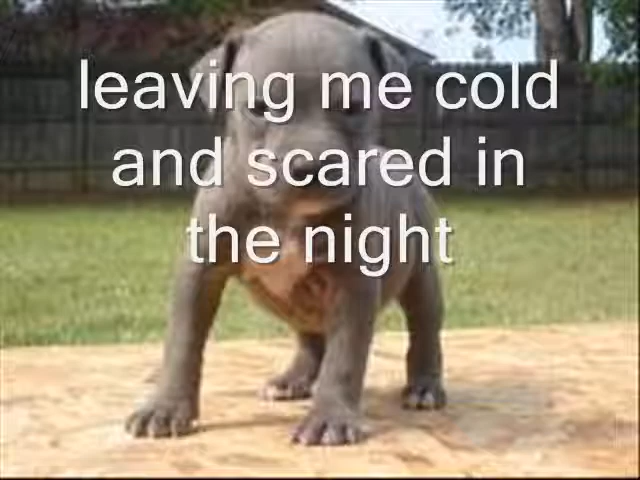 leaving me cold
and scared in
the night